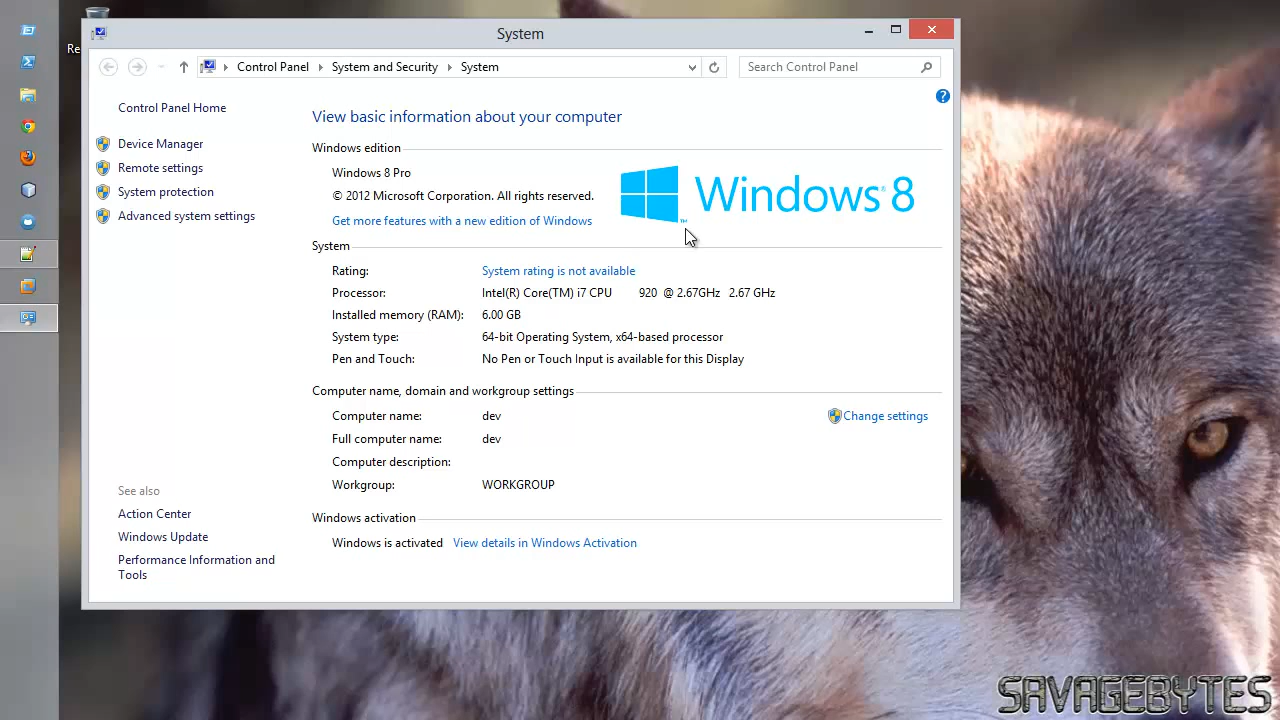 Re
System
Control Panel System and Security System
Search Control Panel
Control Panel Home
Device Manager
Remote settings
System protection
Advanced system settings
View basic information about your computer
Windows edition
Windows 8 Pro
© 2012 Microsoft Corporation. All rights reserved.
Get more features with a new edition of Windows
Windows® 8
™
System
Rating: System rating is not available
Processor: Intel(R) Core(TM) i7 CPU 920 @ 2.67GHz 2.67 GHz
Installed memory (RAM): 6.00 GB
System type: 64-bit Operating System, x64-based processor
Pen and Touch: No Pen or Touch Input is available for this Display
Computer name, domain and workgroup settings
Computer name: dev
Change settings
Full computer name: dev
Computer description:
Workgroup: WORKGROUP
Windows activation
Windows is activated View details in Windows Activation
See also
Action Center
Windows Update
Performance Information and
Tools
SAVAGEBYTES